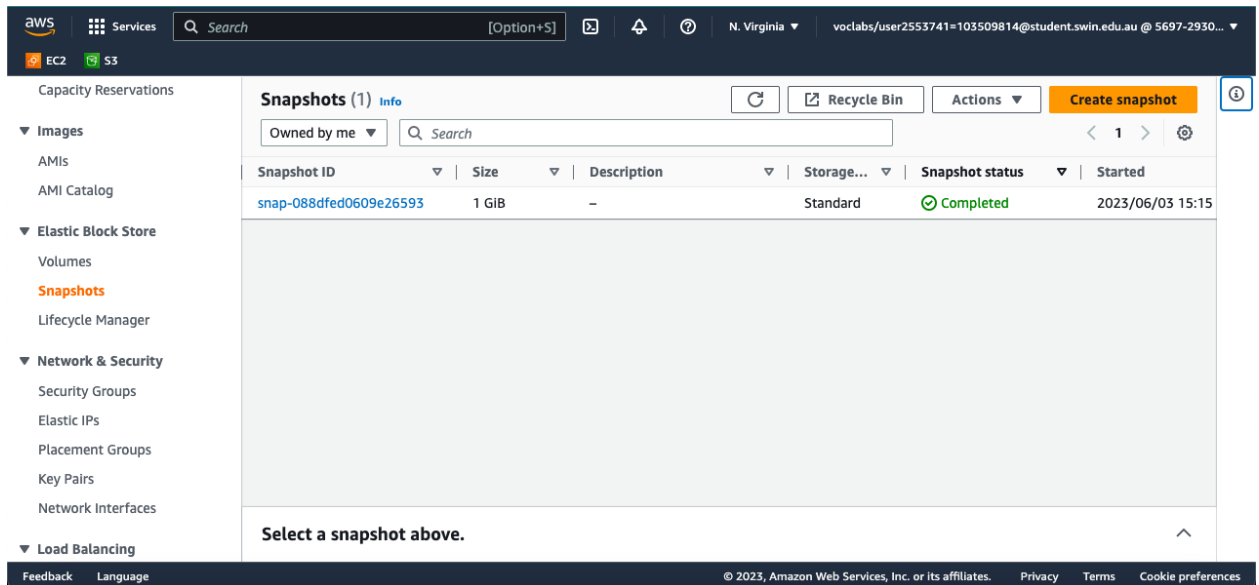 aws Services Search [Option+S] N. Virginia voclabs/user2553741=103509814@student.swin.edu.au @ 5697-2930...
EC2 S3
Capacity Reservations
Images
AMIs
AMI Catalog
Elastic Block Store
Volumes
Snapshots
Lifecycle Manager
Network & Security
Security Groups
Elastic IPs
Placement Groups
Key Pairs
Network Interfaces
Load Balancing
Snapshots (1) Info Recycle Bin Actions Create snapshot
Owned by me Search 1
Snapshot ID Size Description Storage... Snapshot status Started
snap-088dfed0609e26593 1 GiB – Standard Completed 2023/06/03 15:15
Select a snapshot above.
Feedback Language © 2023, Amazon Web Services, Inc. or its affiliates. Privacy Terms Cookie preferences